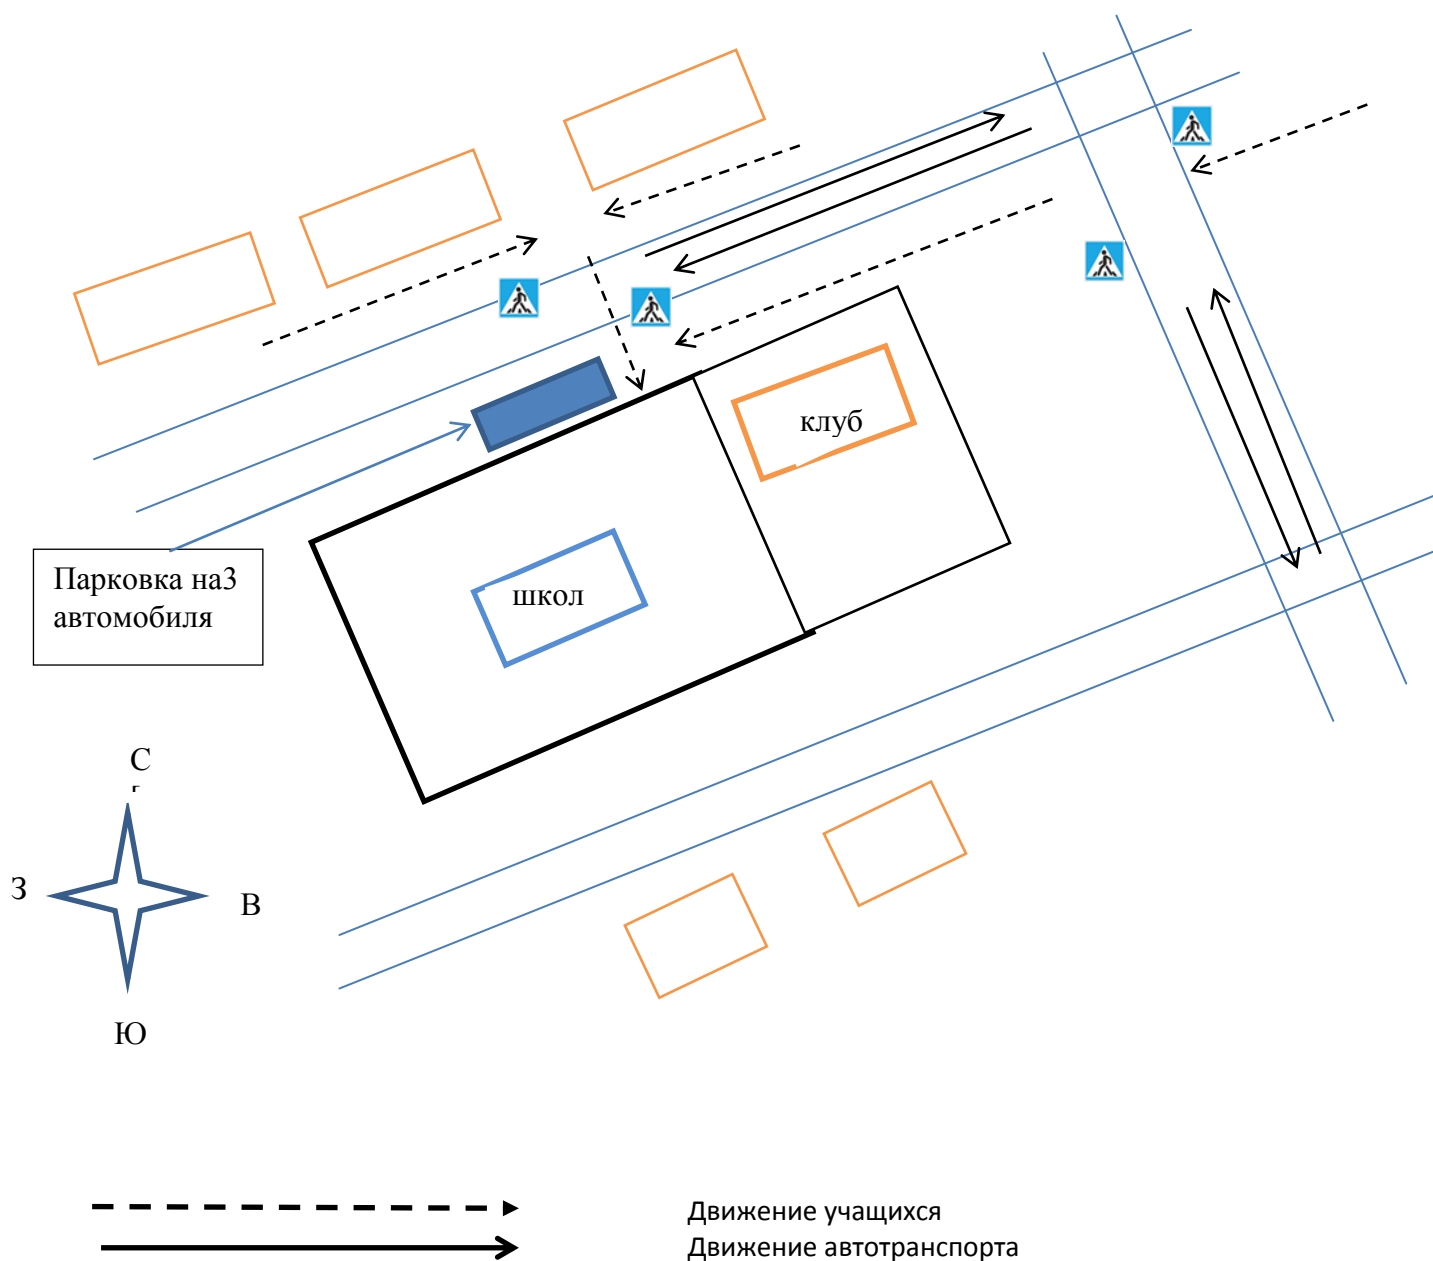 клуб
Парковка на3
автомобиля
школ
С
З
В
Ю
Движение учащихся
Движение автотранспорта